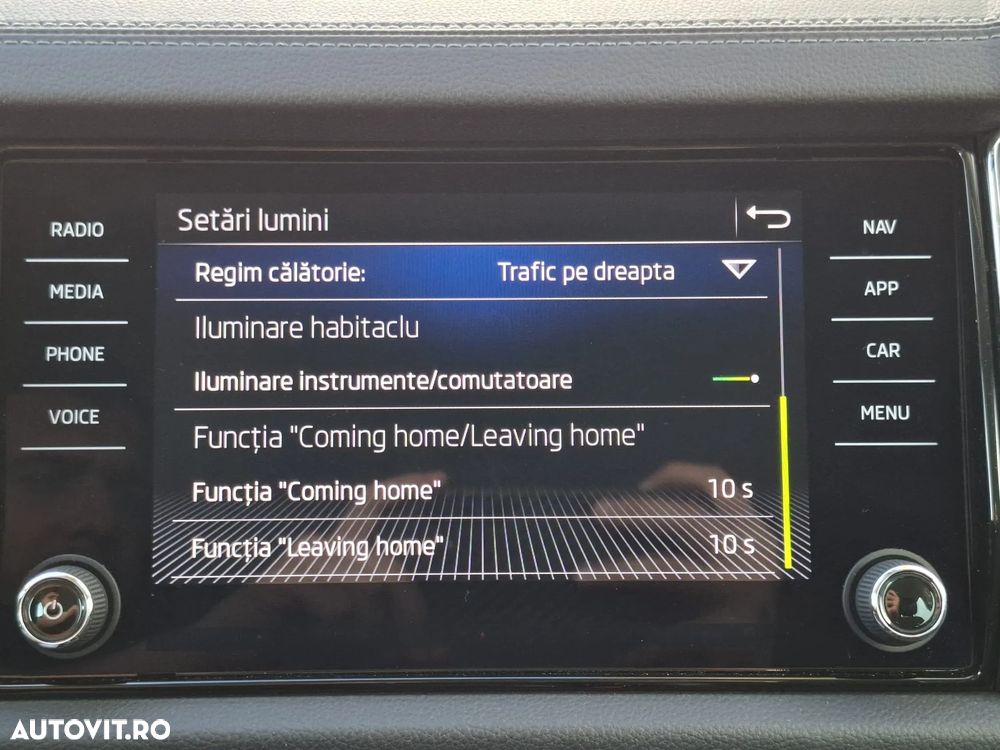 Setări lumini
RADIO
MEDIA
PHONE
VOICE
Regim călătorie: Trafic pe dreapta
Iluminare habitaclu
Iluminare instrumente/comutatoare
Funcția "Coming home/Leaving home"
Funcția "Coming home" 10 s
Funcția "Leaving home" 10 s
NAV
APP
CAR
MENU
AUTOVIT.RO